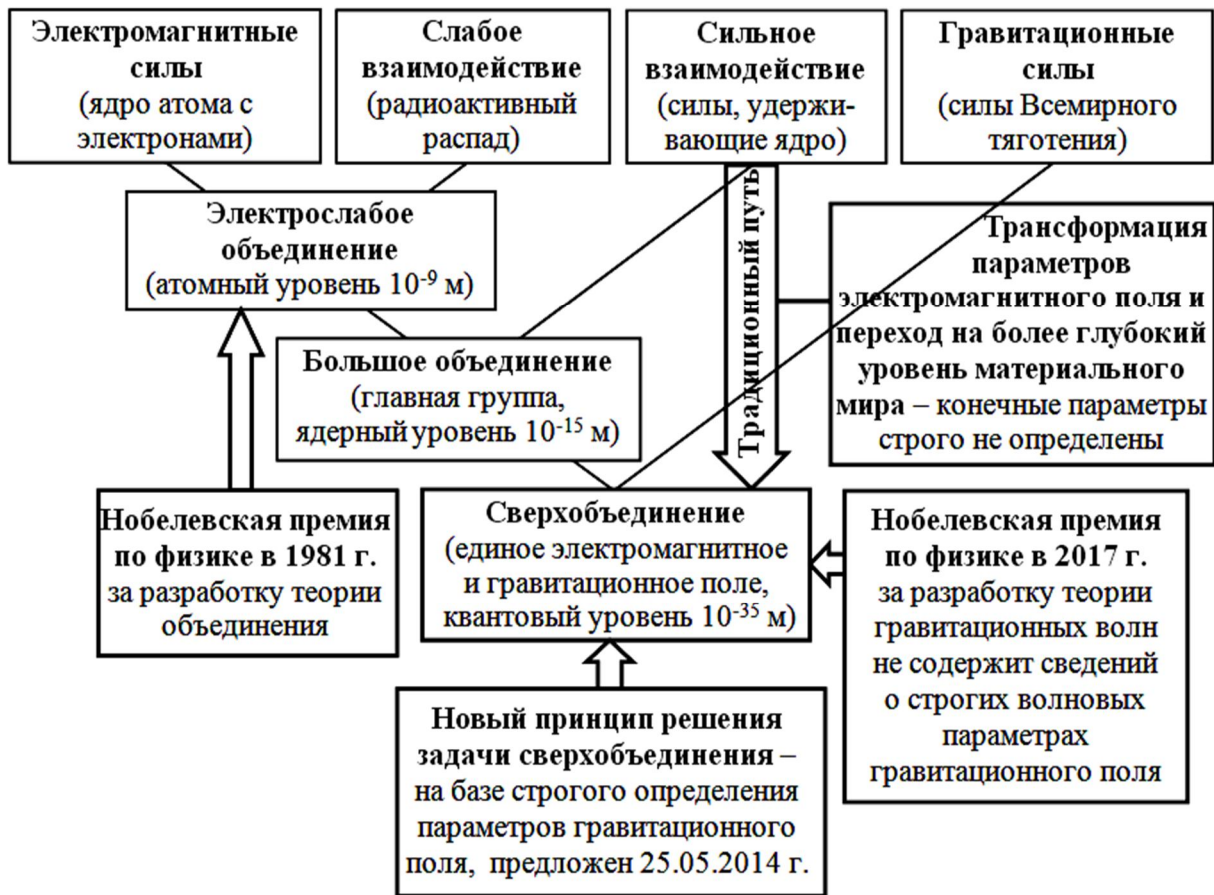 Электромагнитные
силы
(ядро атома с
электронами)
Слабое
взаимодействие
(радиоактивный
распад)
Сильное
взаимодействие
(силы, удержи-
вающие ядро)
Гравитационные
силы
(силы Всемирного
тяготения)
Электрослабое
объединение
(атомный уровень 10⁻⁹ м)
Традиционный путь
Трансформация
параметров
электромагнитного поля и
переход на более глубокий
уровень материального
мира – конечные параметры
строго не определены
Большое объединение
(главная группа,
ядерный уровень 10⁻¹⁵ м)
Нобелевская премия
по физике в 1981 г.
за разработку теории
объединения
Сверхобъединение
(единое электромагнитное
и гравитационное поле,
квантовый уровень 10⁻³⁵ м)
Нобелевская премия
по физике в 2017 г.
за разработку теории
гравитационных волн
не содержит сведений
о строгих волновых
параметрах
гравитационного поля
Новый принцип решения
задачи сверхобъединения –
на базе строгого определения
параметров гравитационного
поля, предложен 25.05.2014 г.